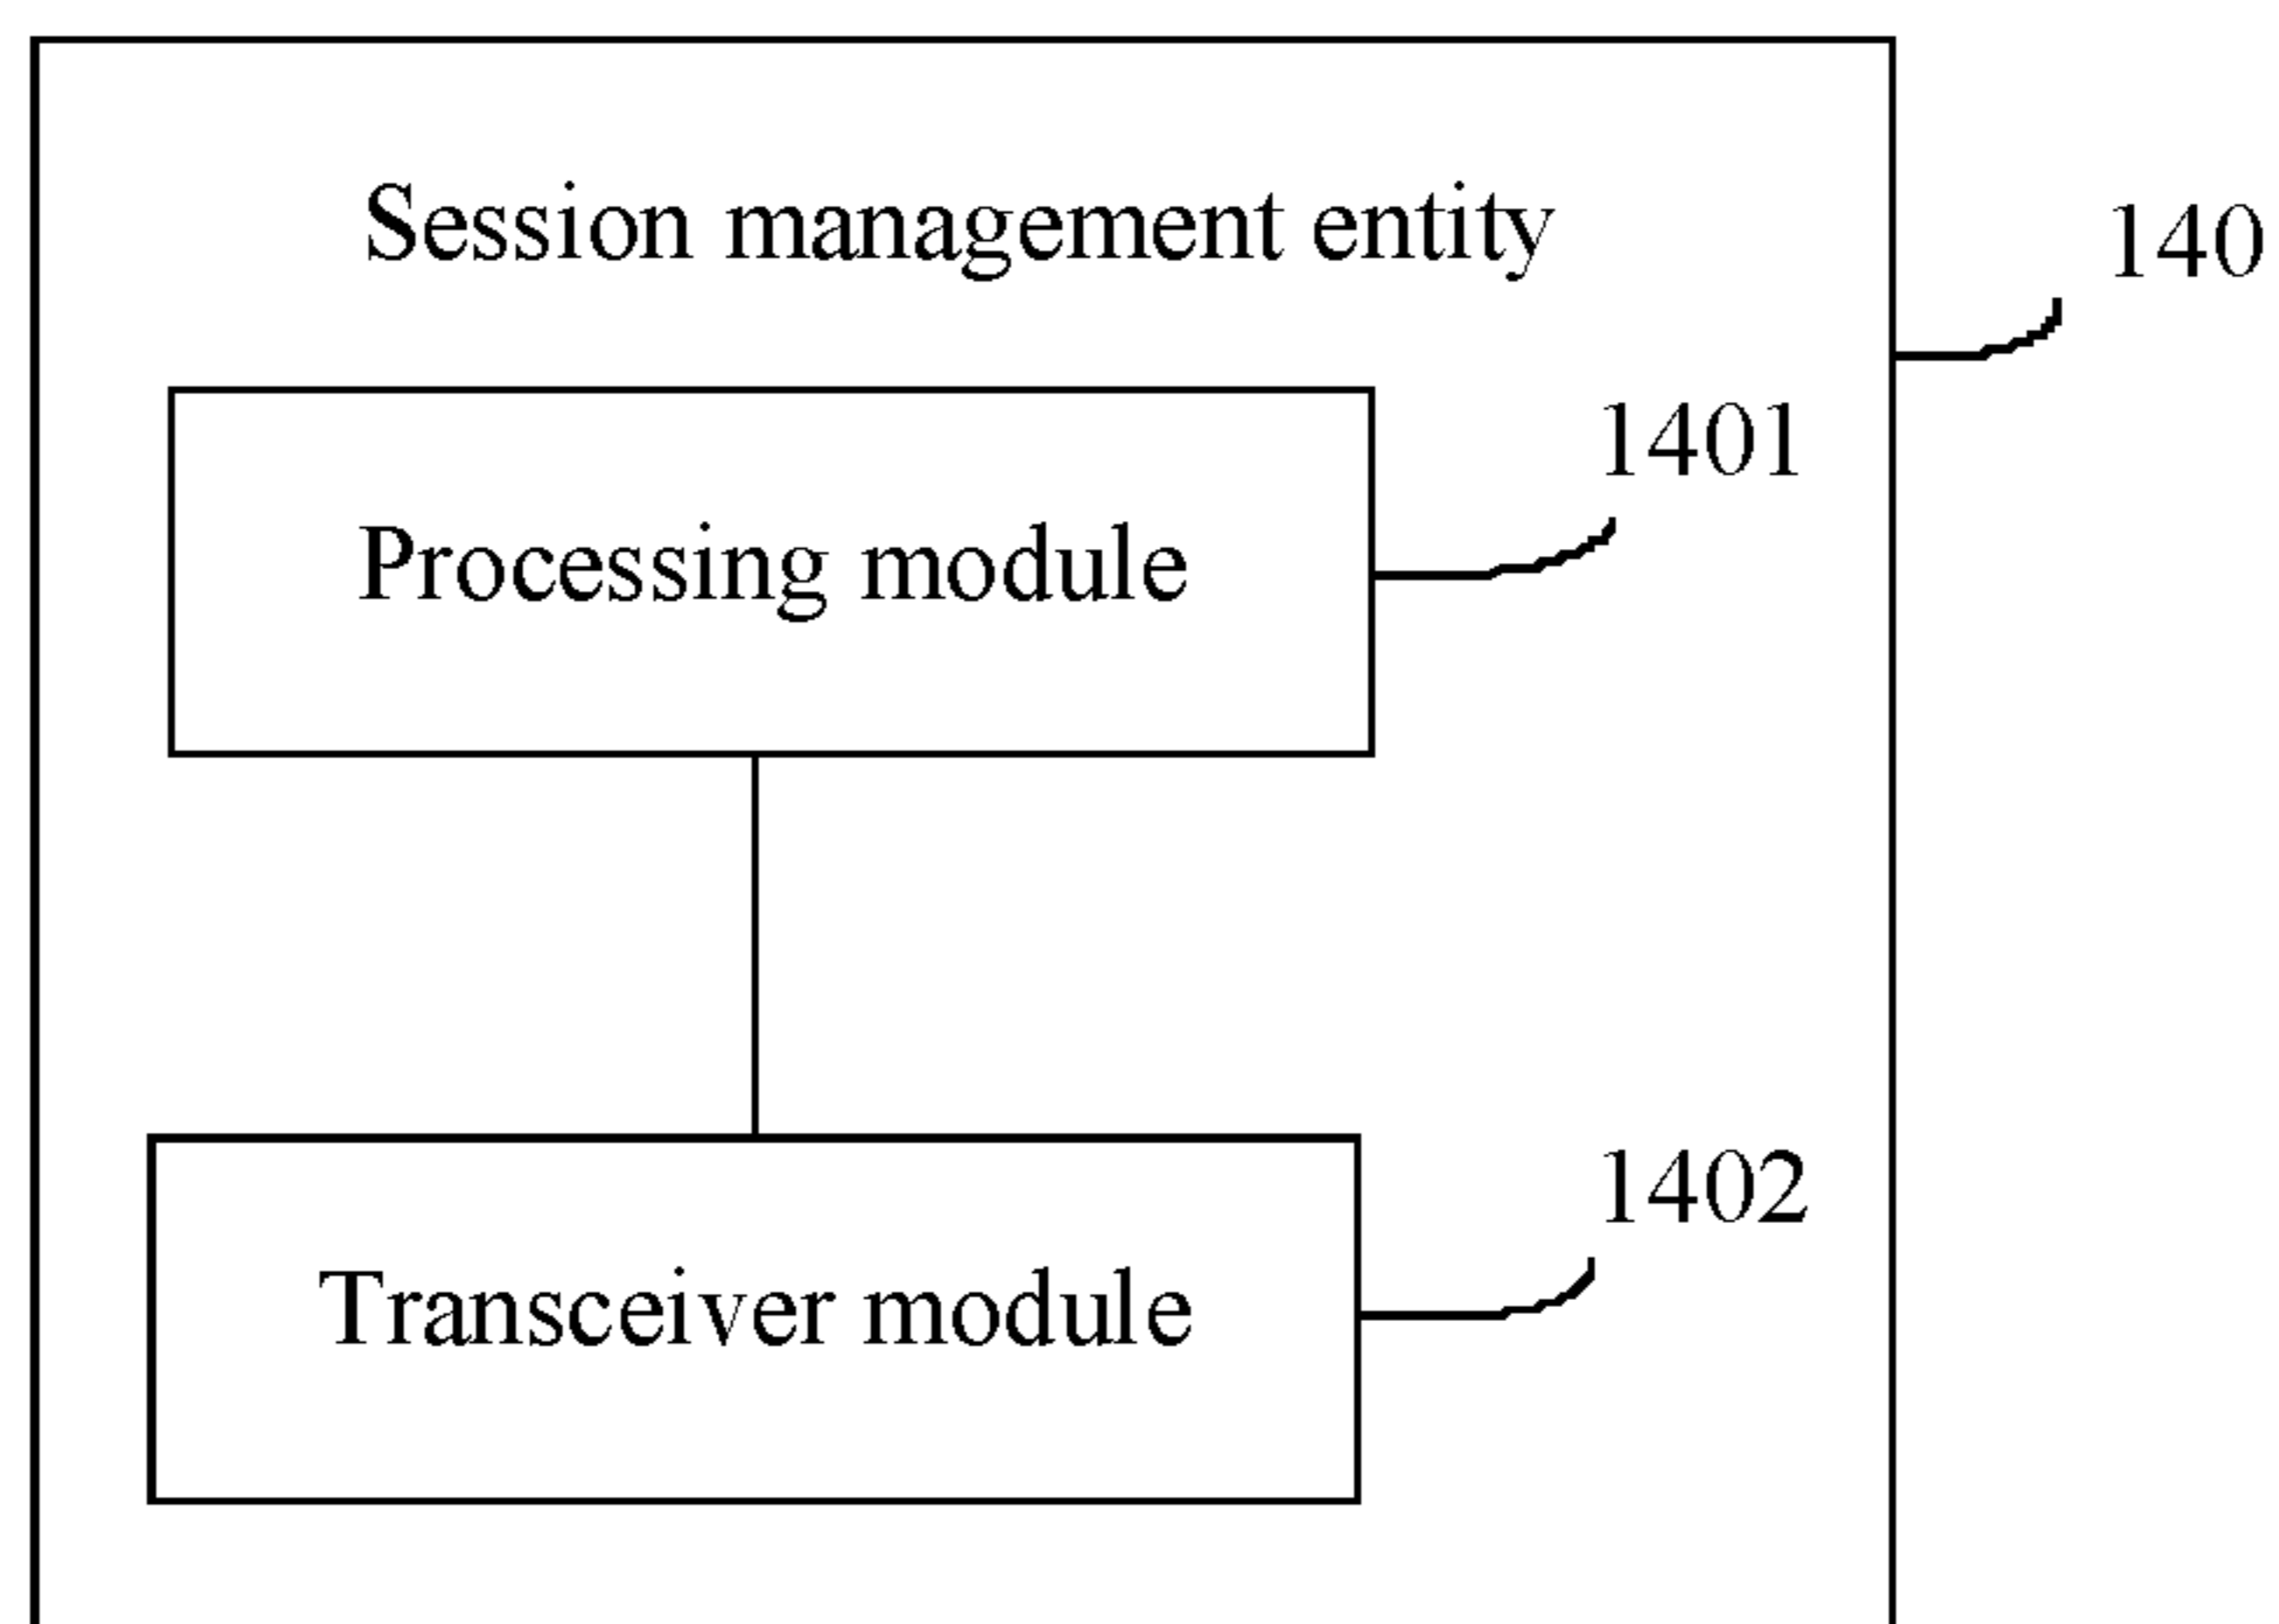 Session management entity
140
1401
Processing module
1402
Transceiver module